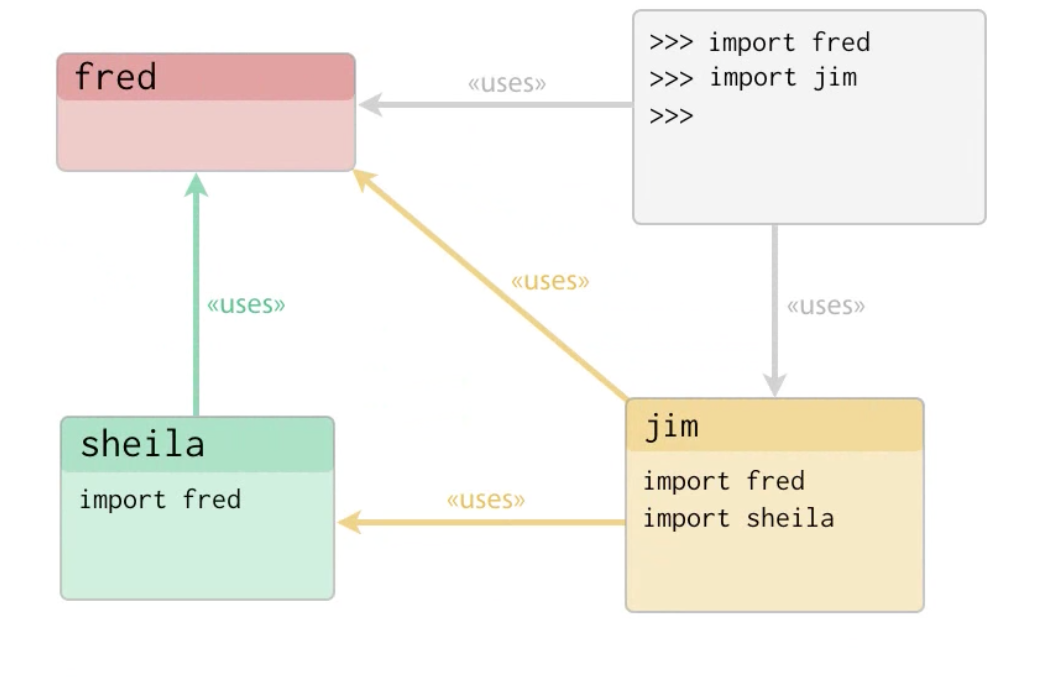 fred
«uses»
>>> import fred
>>> import jim
>>>
«uses»
«uses»
«uses»
sheila
import fred
«uses»
jim
import fred
import sheila